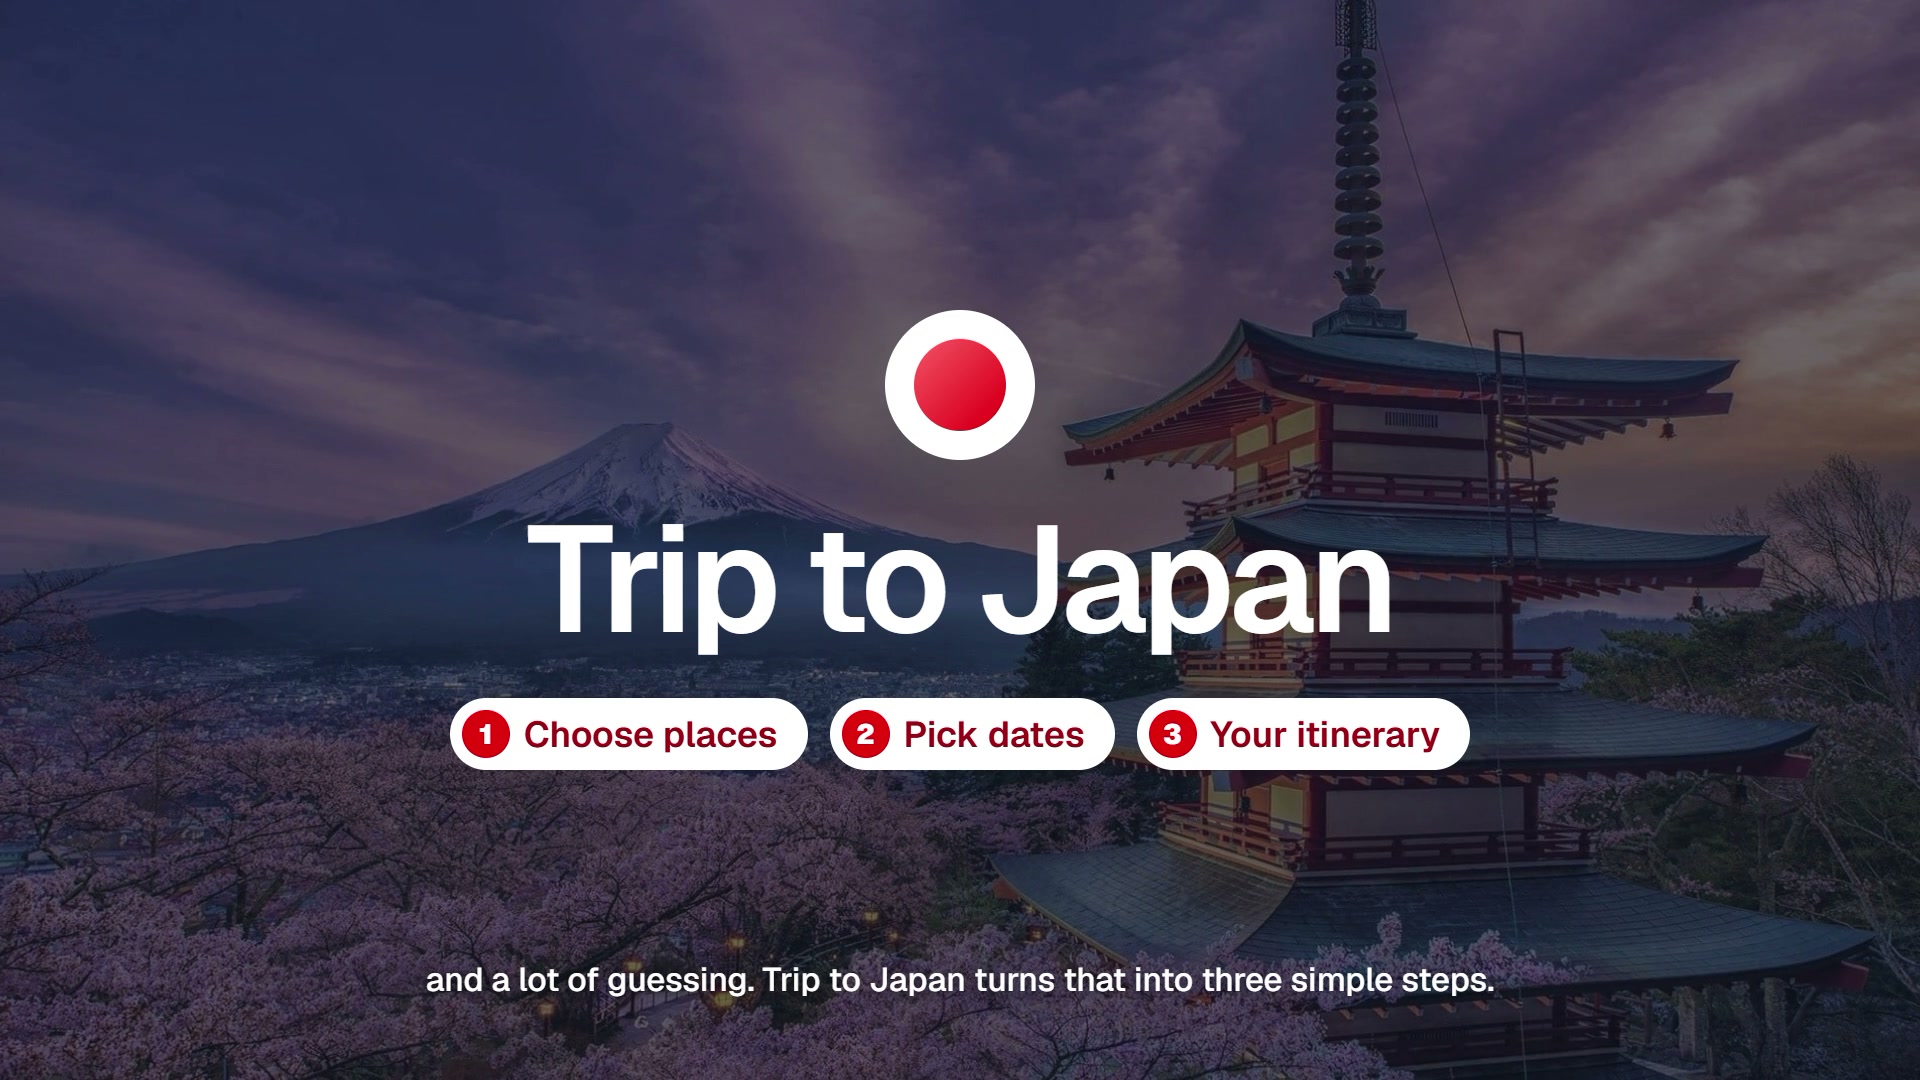 Trip to Japan
1 Choose places
2 Pick dates
3 Your itinerary
and a lot of guessing. Trip to Japan turns that into three simple steps.